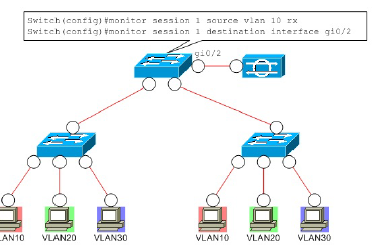 Switch(config)#monitor session 1 source vlan 10 rx
Switch(config)#monitor session 1 destination interface gi0/2
gi0/2
VLAN10 VLAN20 VLAN30 VLAN10 VLAN20 VLAN30